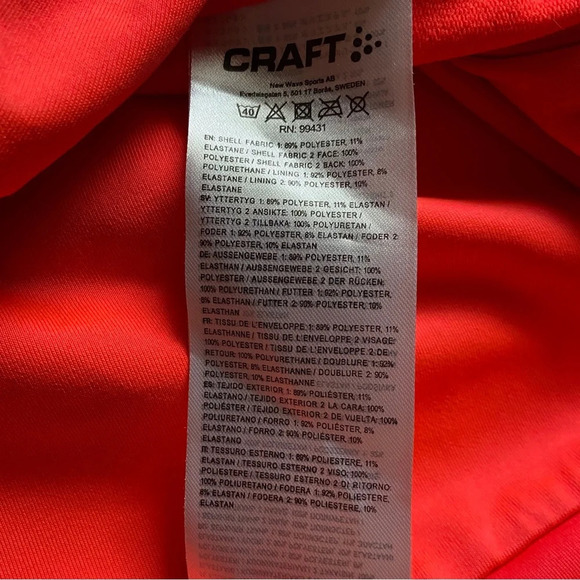 CRAFT
New Wave Sports AB
Evertsgatan 5, 501 17 Borås, SWEDEN
40
RN: 99431
EN: SHELL FABRIC 1: 89% POLYESTER, 11%
ELASTANE / SHELL FABRIC 2 FACE: 100%
POLYESTER / SHELL FABRIC 2 BACK: 100%
POLYURETHANE / LINING 1: 92% POLYESTER, 8%
ELASTANE / LINING 2: 90% POLYESTER, 10%
ELASTANE
SV: YTTERTYG 1: 89% POLYESTER, 11% ELASTAN /
YTTERTYG 2 ANSIKTE: 100% POLYESTER /
YTTERTYG 2 TILLBAKA: 100% POLYURETAN /
FODER 1: 92% POLYESTER, 8% ELASTAN / FODER 2:
90% POLYESTER, 10% ELASTAN
DE: AUSSENGEWEBE 1: 89% POLYESTER, 11%
ELASTHAN / AUSSENGEWEBE 2 GESICHT: 100%
POLYESTER / AUSSENGEWEBE 2 DER RÜCKEN:
100% POLYURETHAN / FUTTER 1: 92% POLYESTER,
8% ELASTHAN / FUTTER 2: 90% POLYESTER, 10%
ELASTHAN
FR: TISSU DE L'ENVELOPPE 1: 89% POLYESTER, 11%
ELASTHANNE / TISSU DE L'ENVELOPPE 2 VISAGE:
100% POLYESTER / TISSU DE L'ENVELOPPE 2 DE
RETOUR: 100% POLYURETHANE / DOUBLURE 1: 92%
POLYESTER, 8% ELASTHANNE / DOUBLURE 2: 90%
POLYESTER, 10% ELASTHANNE
ES: TEJIDO EXTERIOR 1: 89% POLIÉSTER, 11%
ELASTANO / TEJIDO EXTERIOR 2 LA CARA: 100%
POLIÉSTER / TEJIDO EXTERIOR 2 DE VUELTA: 100%
POLIURETANO / FORRO 1: 92% POLIÉSTER, 8%
ELASTANO / FORRO 2: 90% POLIÉSTER, 10%
ELASTANO
IT: TESSURO ESTERNO 1: 89% POLIESTERE, 11%
ELASTAN / TESSURO ESTERNO 2 VISO: 100%
POLIESTERE / TESSURO ESTERNO 2 DI RITORNO:
100% POLIURETANO / FODERA 1: 92% POLIESTERE,
8% ELASTAN / FODERA 2: 90% POLIESTERE, 10%
ELASTAN